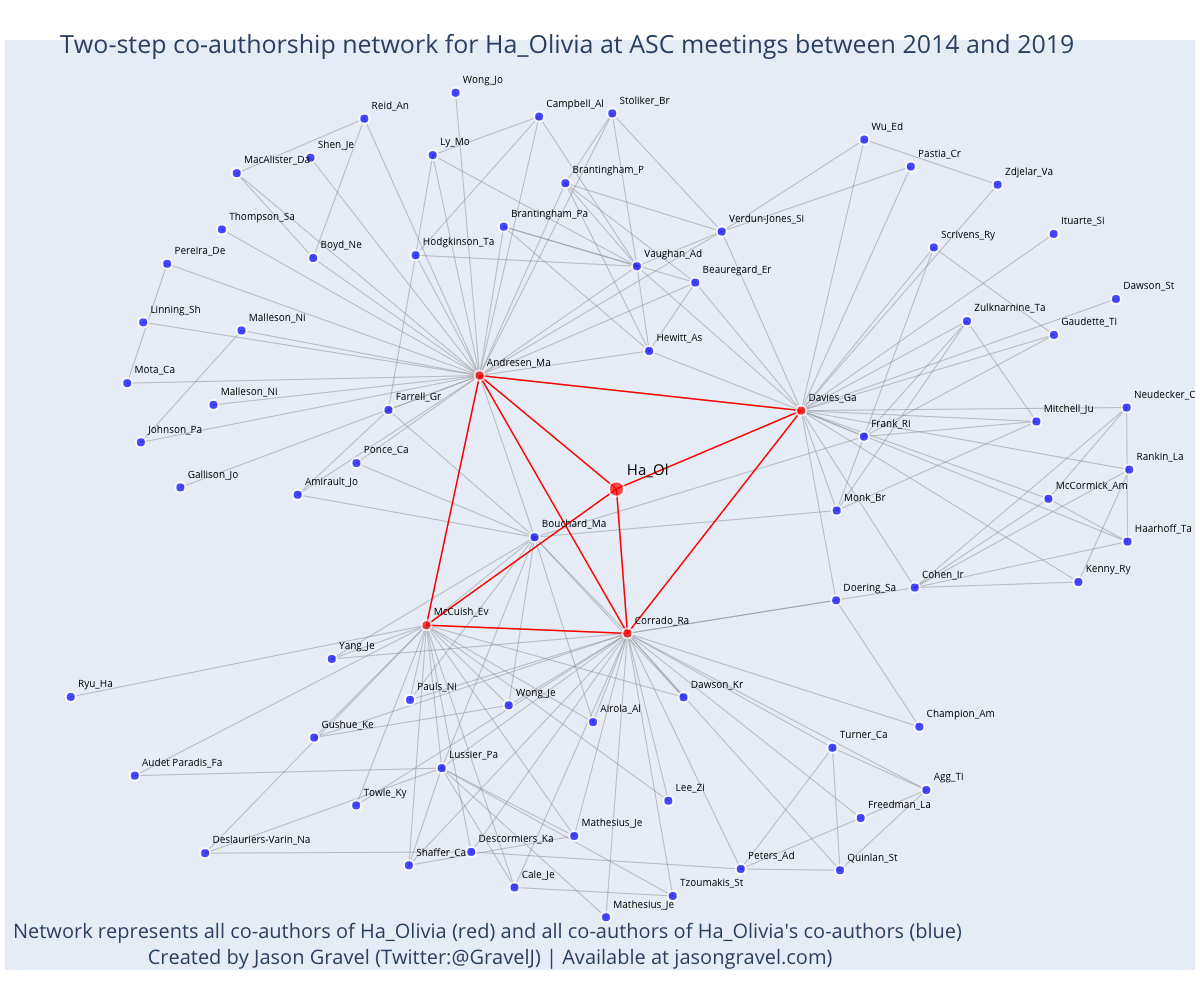 Two-step co-authorship network for Ha_Olivia at ASC meetings between 2014 and 2019
Wong_Jo
Reid_An
Campbell_Al
Stoliker_Br
Wu_Ed
Shen_Je
Ly_Mo
Pastia_Cr
MacAlister_Da
Brantingham_P
Zdjelar_Va
Thompson_Sa
Brantingham_Pa
Verdun-Jones_Si
Ituarte_Si
Boyd_Ne
Hodgkinson_Ta
Scrivens_Ry
Pereira_De
Vaughan_Ad
Beauregard_Er
Dawson_St
Linning_Sh
Malleson_Ni
Zulknarnine_Ta
Gaudette_Ti
Hewitt_As
Andresen_Ma
Mota_Ca
Malleson_Ni
Farrell_Gr
Davies_Ga
Neudecker_C
Mitchell_Ju
Johnson_Pa
Frank_Ri
Ponce_Ca
Rankin_La
Gallison_Jo
Ha_Ol
Amirault_Jo
McCormick_Am
Monk_Br
Bouchard_Ma
Haarhoff_Ta
Cohen_Ir
Kenny_Ry
Doering_Sa
McCuish_Ev
Corrado_Ra
Yang_Je
Ryu_Ha
Pauls_Ni
Wong_Je
Dawson_Kr
Airola_Al
Champion_Am
Gushue_Ke
Turner_Ca
Audet Paradis_Fa
Lussier_Pa
Agg_Ti
Towle_Ky
Lee_Zi
Freedman_La
Mathesius_Je
Deslauriers-Varin_Na
Descormiers_Ka
Shaffer_Ca
Peters_Ad
Quinlan_St
Cale_Je
Tzoumakis_St
Mathesius_Je
Network represents all co-authors of Ha_Olivia (red) and all co-authors of Ha_Olivia's co-authors (blue)
Created by Jason Gravel (Twitter:@GravelJ) | Available at jasongravel.com)